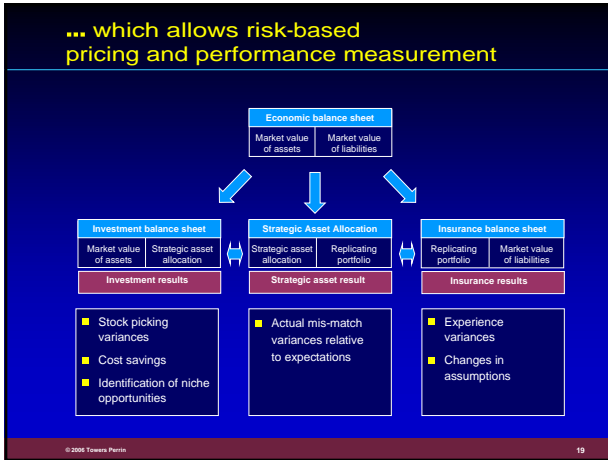 ... which allows risk-based
pricing and performance measurement
Economic balance sheet
Market value
of assets
Market value
of liabilities
Investment balance sheet
Market value
of assets
Strategic asset
allocation
Investment results
Strategic Asset Allocation
Strategic asset
allocation
Replicating
portfolio
Strategic asset result
Insurance balance sheet
Replicating
portfolio
Market value
of liabilities
Insurance results
Stock picking
variances
Cost savings
Identification of niche
opportunities
Actual mis-match
variances relative
to expectations
Experience
variances
Changes in
assumptions
© 2006 Towers Perrin
19